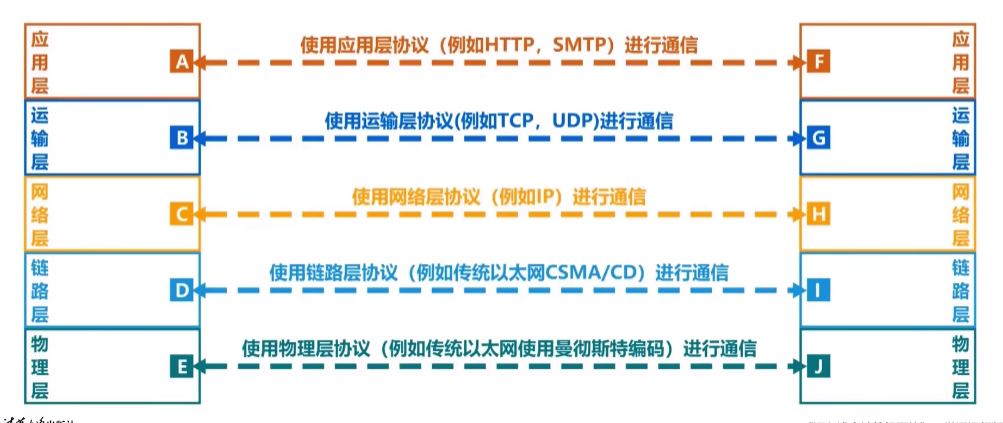 应用层
A
使用应用层协议（例如HTTP，SMTP）进行通信
F
应用层
运输层
B
使用运输层协议(例如TCP，UDP)进行通信
G
运输层
网络层
C
使用网络层协议（例如IP）进行通信
H
网络层
链路层
D
使用链路层协议（例如传统以太网CSMA/CD）进行通信
I
链路层
物理层
E
使用物理层协议（例如传统以太网使用曼彻斯特编码）进行通信
J
物理层